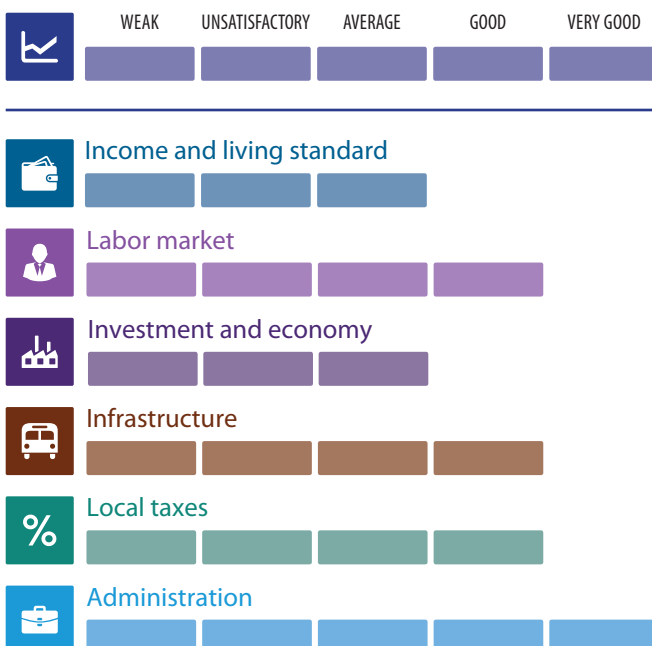 WEAK UNSATISFACTORY AVERAGE GOOD VERY GOOD
Income and living standard
Labor market
Investment and economy
Infrastructure
% Local taxes
Administration